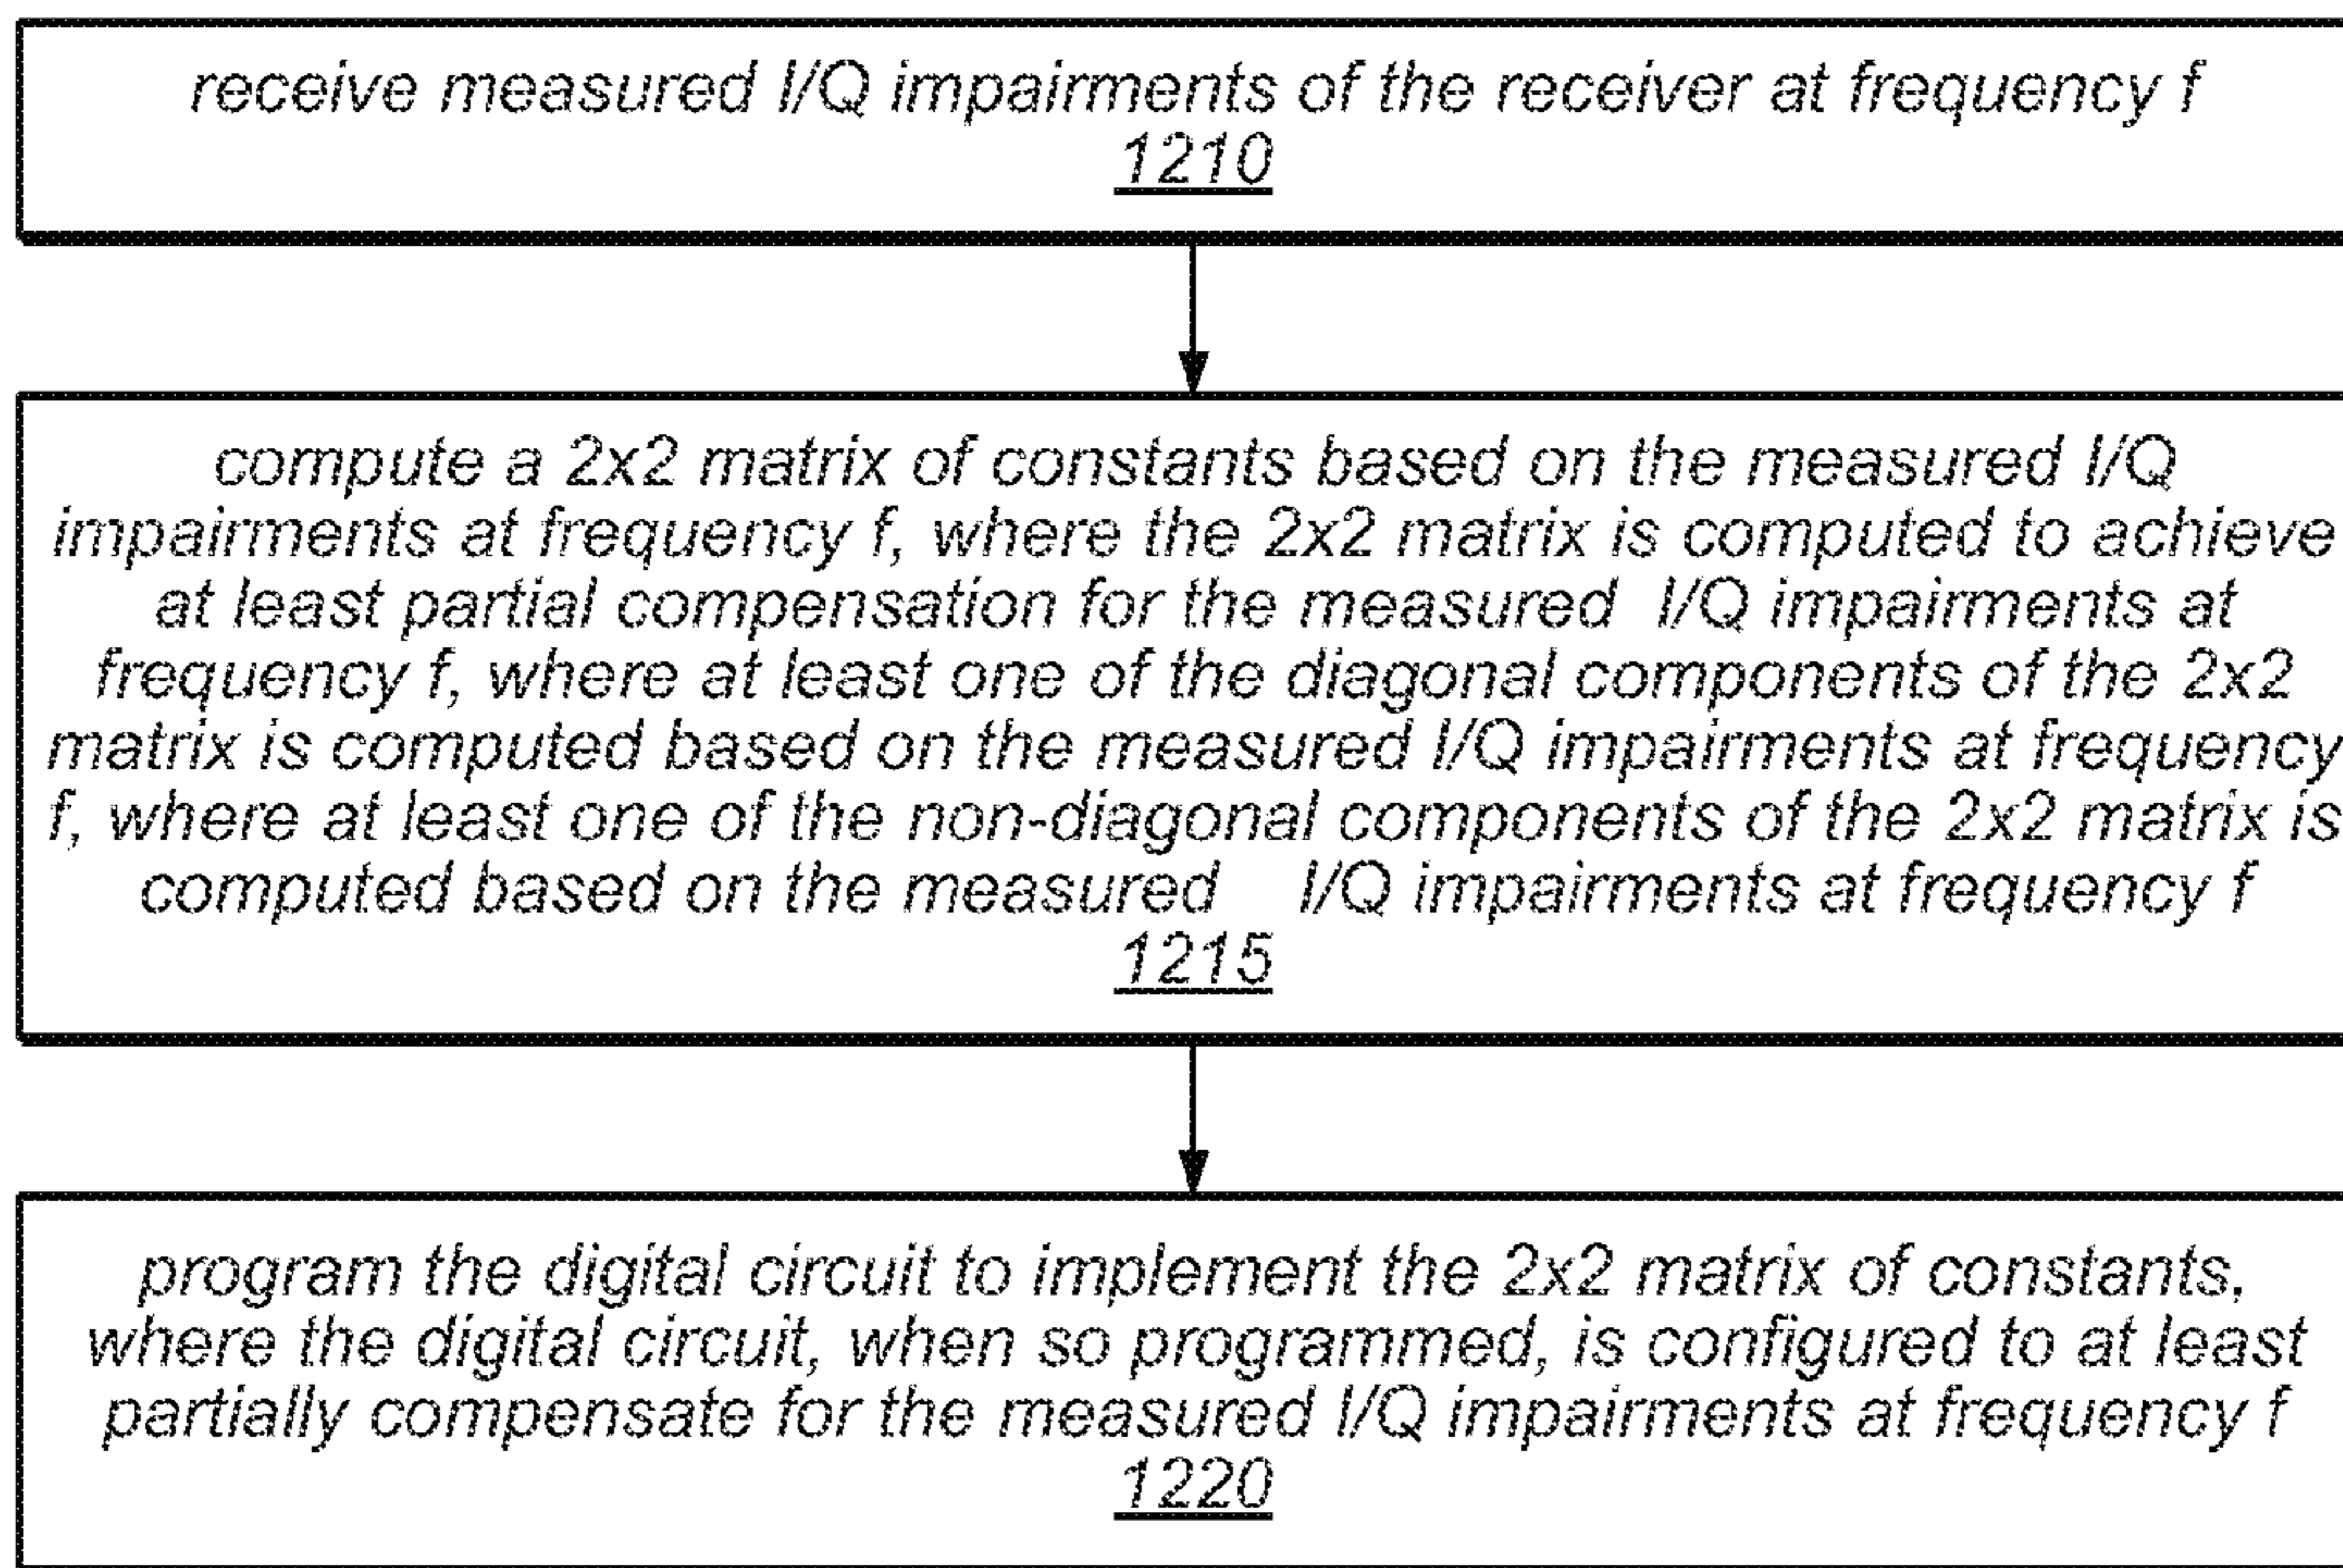 receive measured I/Q impairments of the receiver at frequency f
1210
compute a 2x2 matrix of constants based on the measured I/Q
impairments at frequency f, where the 2x2 matrix is computed to achieve
at least partial compensation for the measured I/Q impairments at
frequency f, where at least one of the diagonal components of the 2x2
matrix is computed based on the measured I/Q impairments at frequency
f, where at least one of the non-diagonal components of the 2x2 matrix is
computed based on the measured I/Q impairments at frequency f
1215
program the digital circuit to implement the 2x2 matrix of constants,
where the digital circuit, when so programmed, is configured to at least
partially compensate for the measured I/Q impairments at frequency f
1220